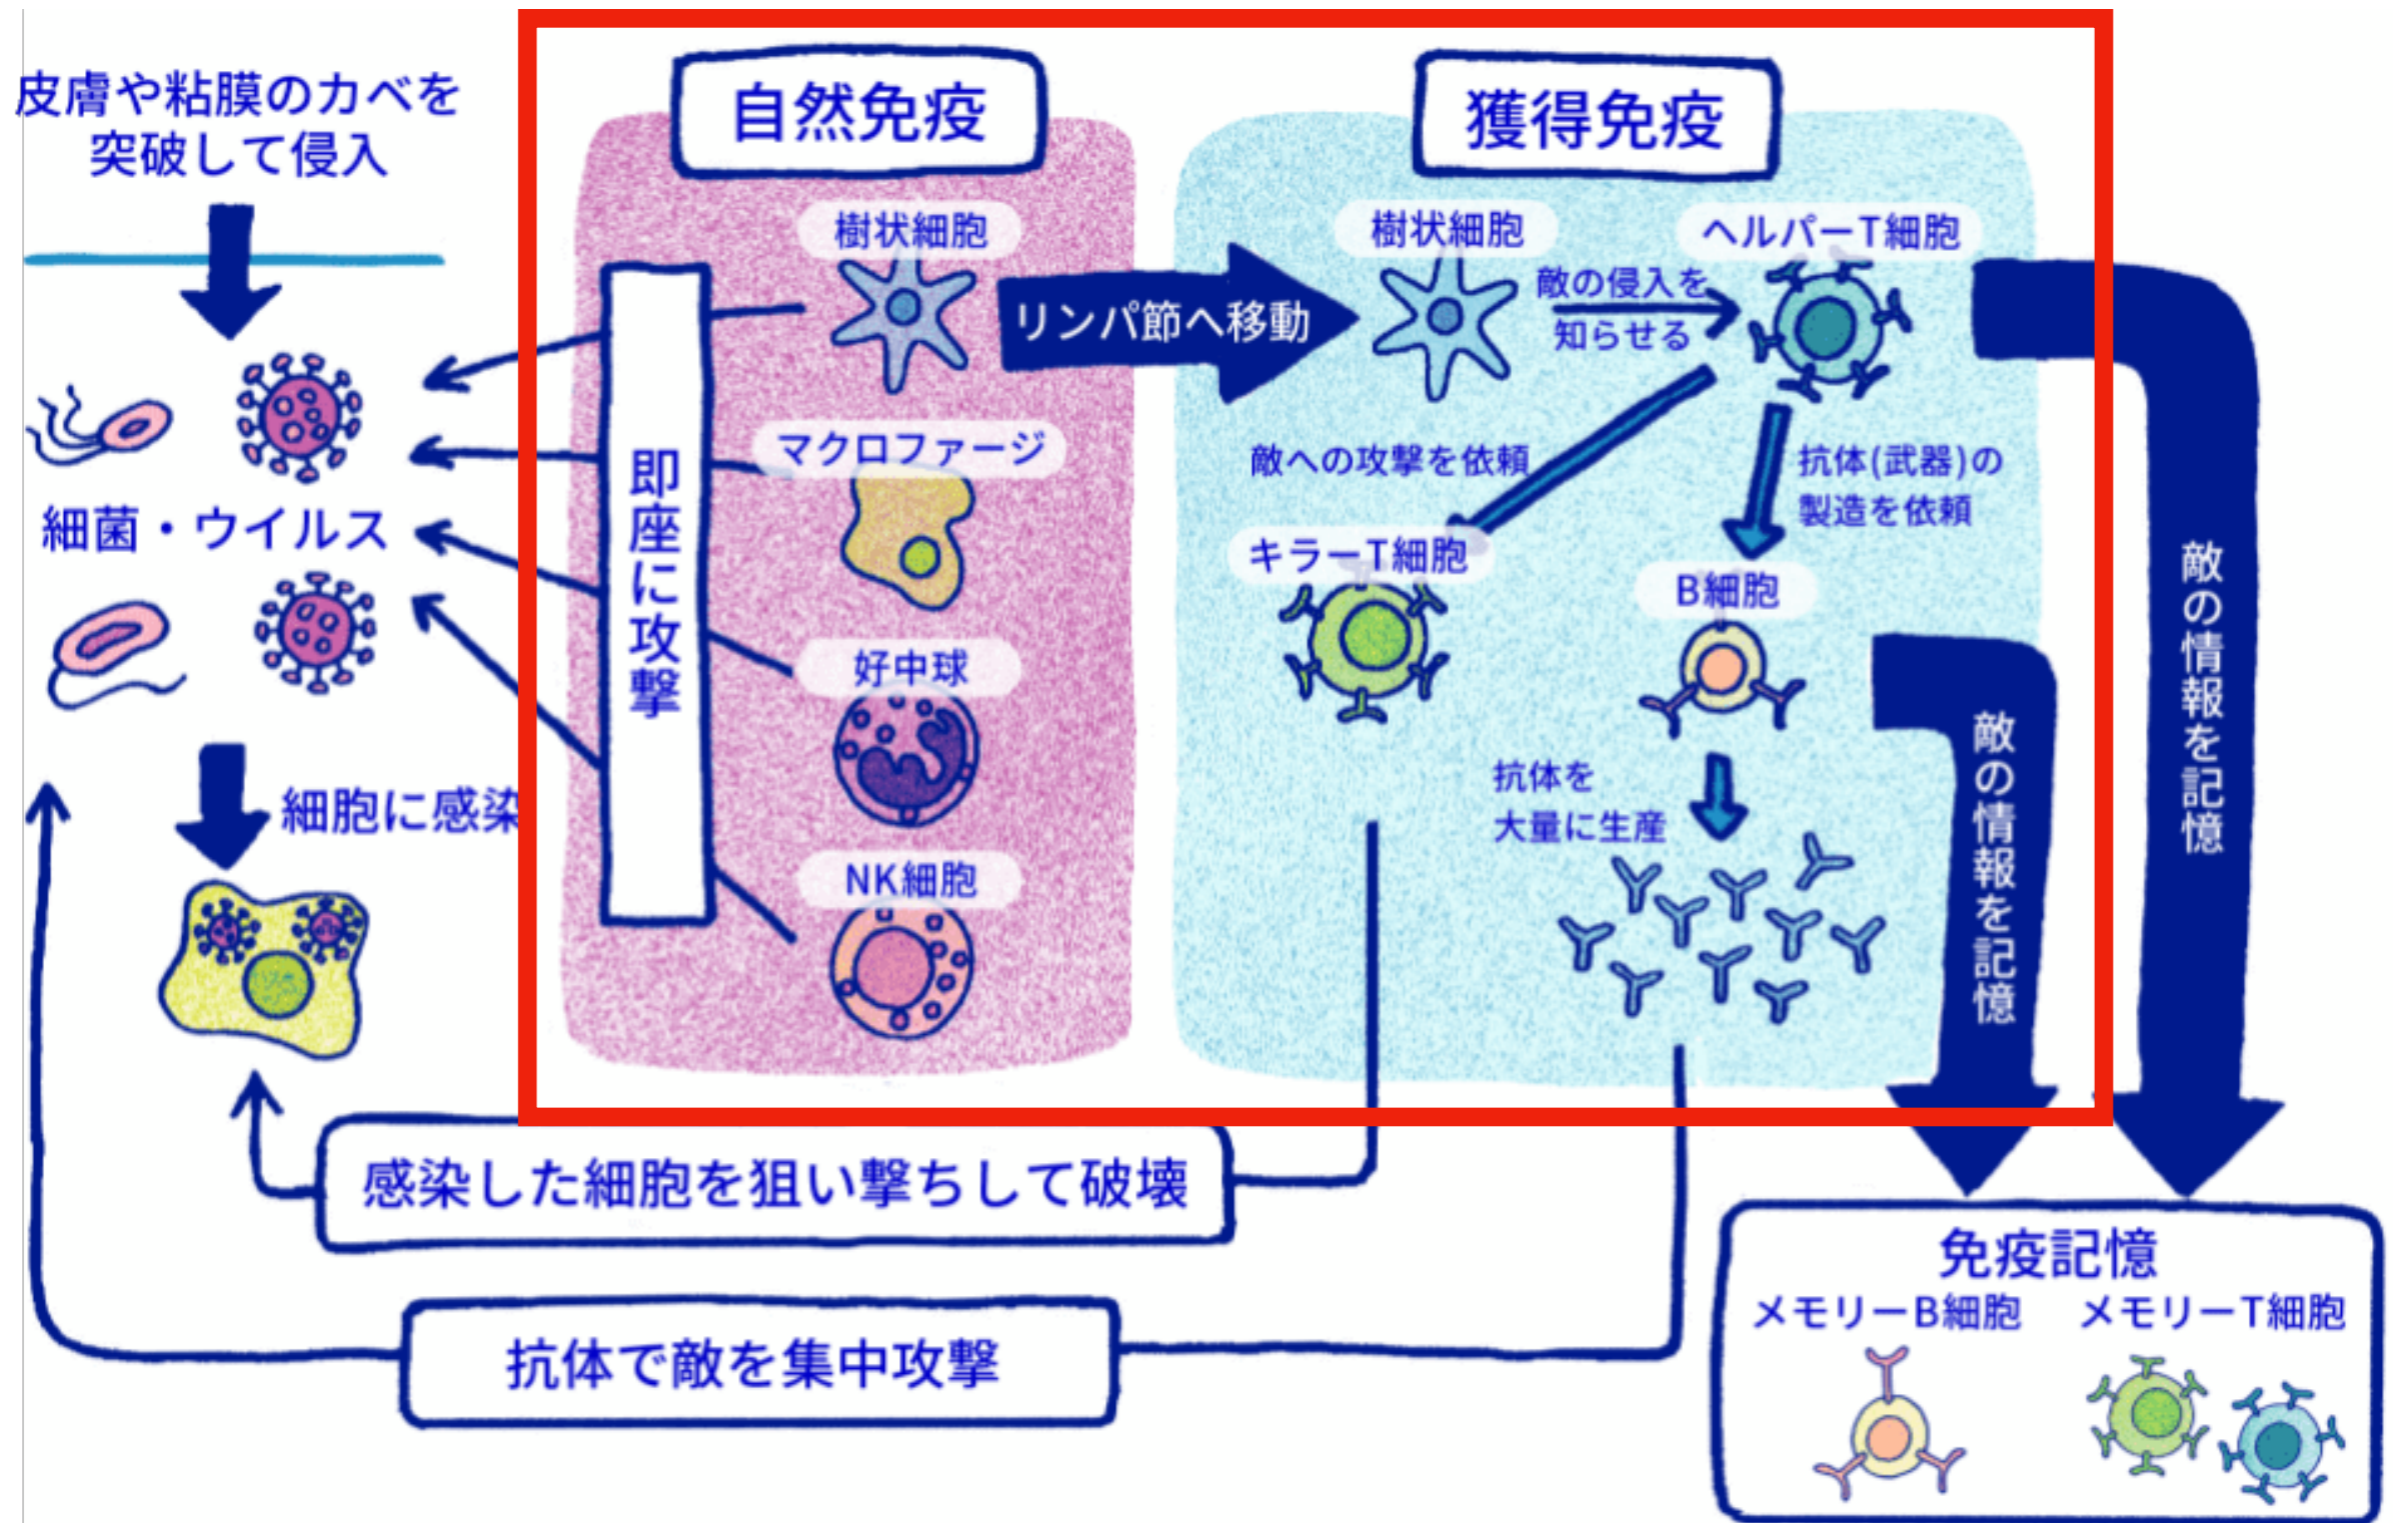 皮膚や粘膜のカベを
突破して侵入
細菌・ウイルス
細胞に感染
自然免疫
即座に攻撃
樹状細胞
マクロファージ
好中球
NK細胞
リンパ節へ移動
獲得免疫
樹状細胞
敵の侵入を
知らせる
ヘルパーT細胞
敵への攻撃を依頼
抗体(武器)の
製造を依頼
キラーT細胞
B細胞
抗体を
大量に生産
敵の情報を記憶
敵の情報を記憶
感染した細胞を狙い撃ちして破壊
抗体で敵を集中攻撃
免疫記憶
メモリーB細胞
メモリーT細胞